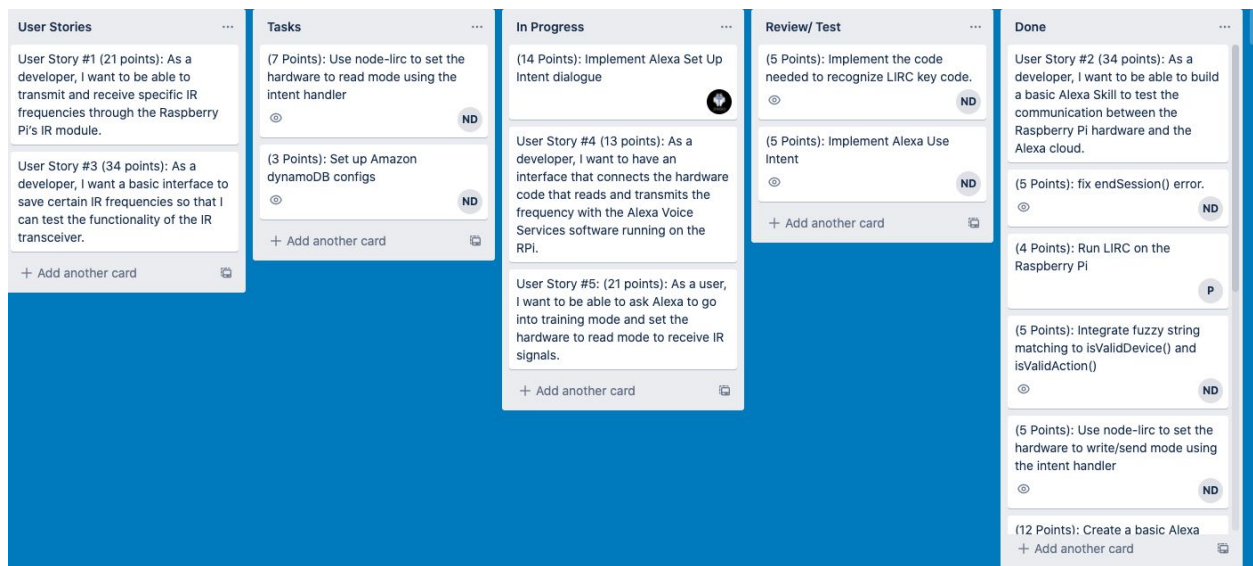 User Stories
User Story #1 (21 points): As a
developer, I want to be able to
transmit and receive specific IR
frequencies through the Raspberry
Pi's IR module.
User Story #3 (34 points): As a
developer, I want a basic interface to
save certain IR frequencies so that I
can test the functionality of the IR
transceiver.
+ Add another card
Tasks
(7 Points): Use node-lirc to set the
hardware to read mode using the
intent handler
ND
(3 Points): Set up Amazon
dynamoDB configs
ND
+ Add another card
In Progress
(14 Points): Implement Alexa Set Up
Intent dialogue
User Story #4 (13 points): As a
developer, I want to have an
interface that connects the hardware
code that reads and transmits the
frequency with the Alexa Voice
Services software running on the
RPi.
User Story #5: (21 points): As a user,
I want to be able to ask Alexa to go
into training mode and set the
hardware to read mode to receive IR
signals.
+ Add another card
Review/ Test
(5 Points): Implement the code
needed to recognize LIRC key code.
ND
(5 Points): Implement Alexa Use
Intent
ND
+ Add another card
Done
User Story #2 (34 points): As a
developer, I want to be able to build
a basic Alexa Skill to test the
communication between the
Raspberry Pi hardware and the
Alexa cloud.
(5 Points): fix endSession() error.
ND
(4 Points): Run LIRC on the
Raspberry Pi
P
(5 Points): Integrate fuzzy string
matching to isValidDevice() and
isValidAction()
ND
(5 Points): Use node-lirc to set the
hardware to write/send mode using
the intent handler
ND
(12 Points): Create a basic Alexa
+ Add another card